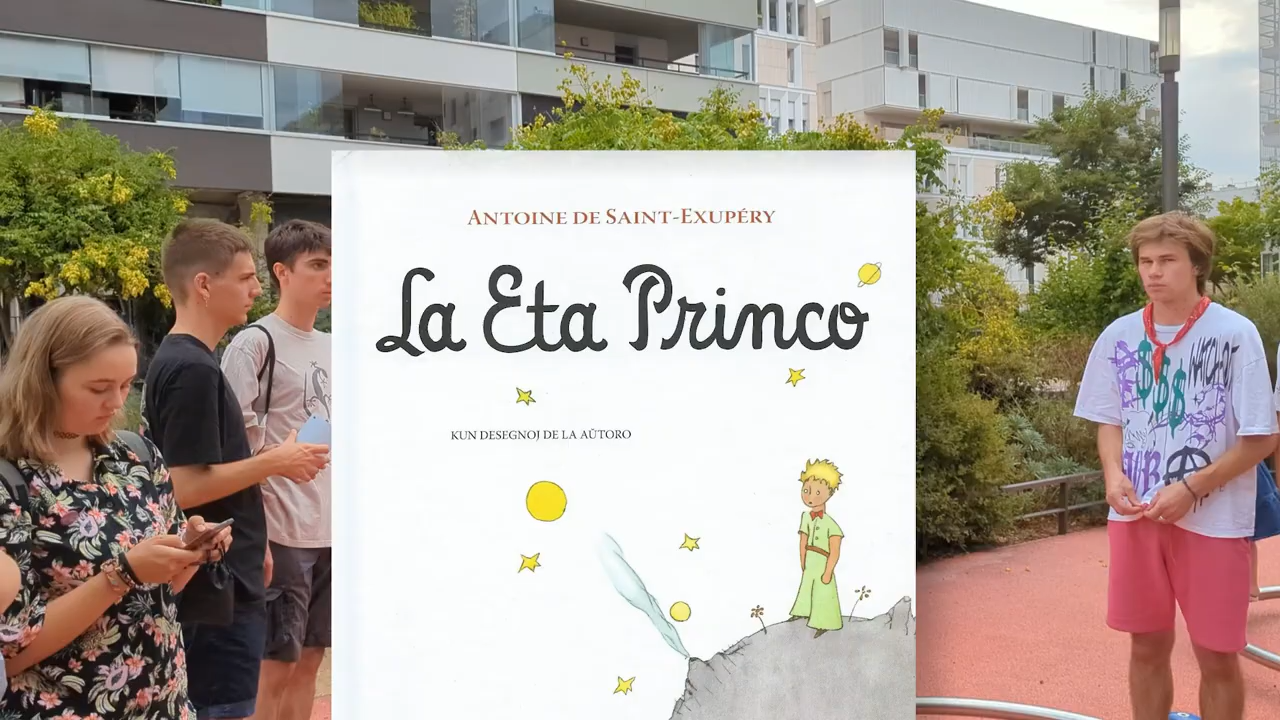 ANTOINE DE SAINT-EXUPÉRY
La Eta Princo
KUN DESEGNOJ DE LA AŬTORO
$$$